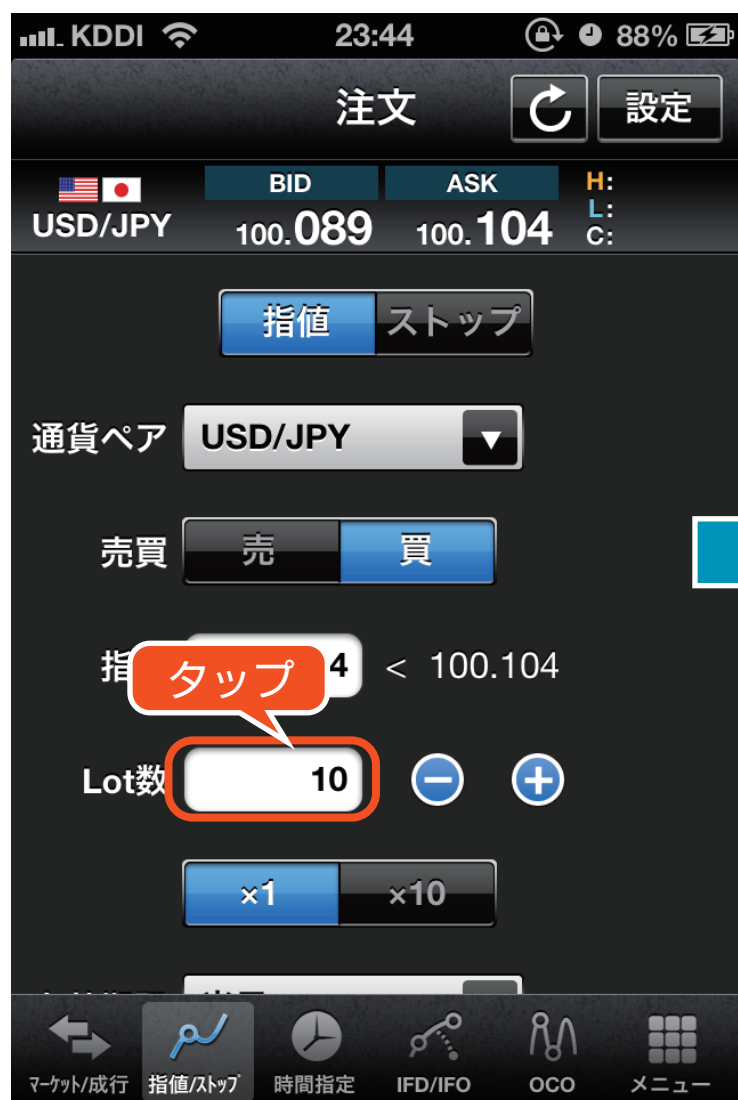 KDDI 23:44 88%
注文 設定
BID ASK H:
USD/JPY 100.089 100.104 L:
C:
指値 ストップ
通貨ペア USD/JPY
売買 売 買
指 4 < 100.104
タップ
Lot数 10
×1 ×10
マーケット/成行 指値/ストップ 時間指定 IFD/IFO OCO メニュー